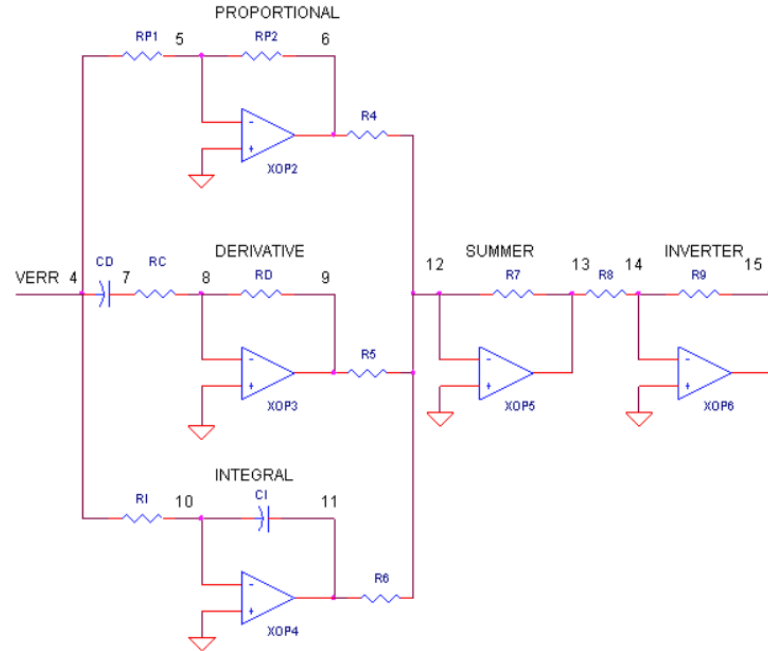 PROPORTIONAL
RP1 5 RP2 6
R4
-
+
XOP2
DERIVATIVE
SUMMER
INVERTER
VERR 4 CD 7 RC 8 RD 9
12 R7 13 R8 14 R9 15
-
+
R5
XOP3
-
+
XOP5
-
+
XOP6
INTEGRAL
RI 10 CI 11
-
+
R6
XOP4